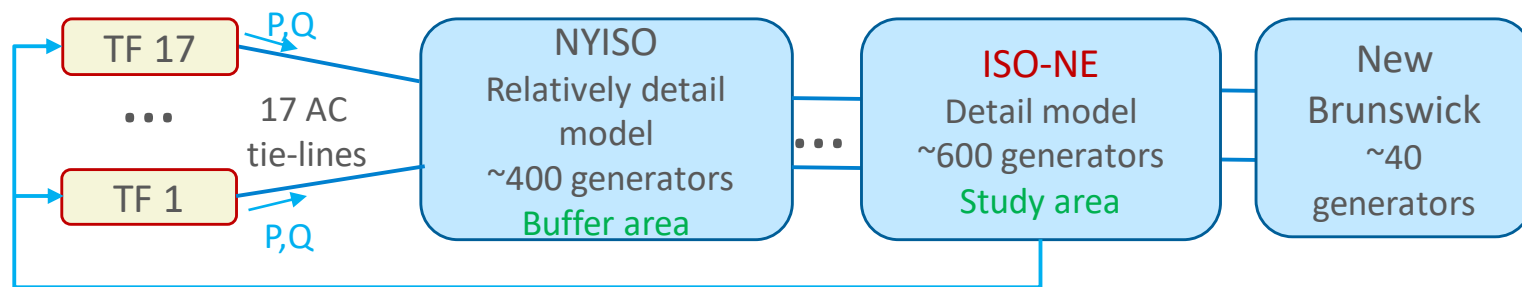 TF 17
P,Q
...
17 AC
tie-lines
TF 1
P,Q
NYISO
Relatively detail
model
~400 generators
Buffer area
...
ISO-NE
Detail model
~600 generators
Study area
New
Brunswick
~40
generators